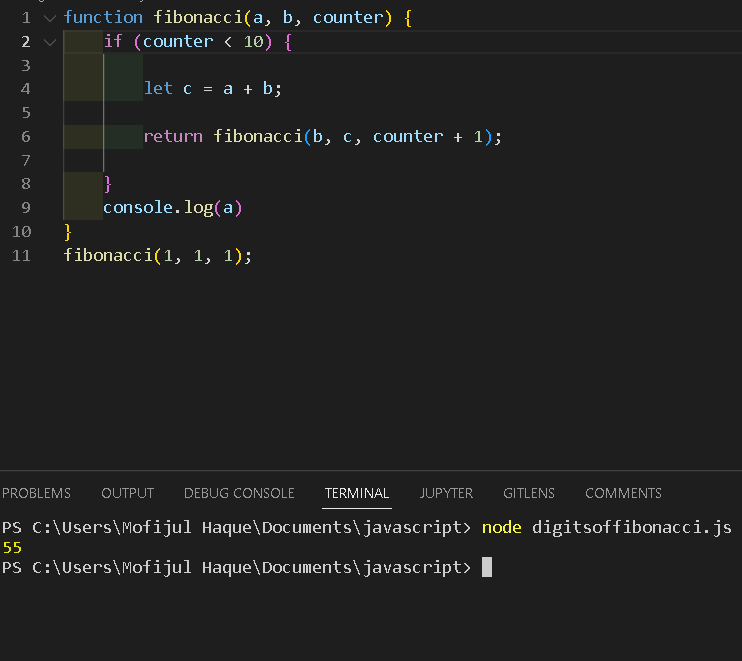 1 function fibonacci(a, b, counter) {
2 if (counter < 10) {
3
4 let c = a + b;
5
6 return fibonacci(b, c, counter + 1);
7
8 }
9 console.log(a)
10 }
11 fibonacci(1, 1, 1);
PROBLEMS OUTPUT DEBUG CONSOLE TERMINAL JUPYTER GITLENS COMMENTS
PS C:\Users\Mofijul Haque\Documents\javascript> node digitsoffibonacci.js
55
PS C:\Users\Mofijul Haque\Documents\javascript>